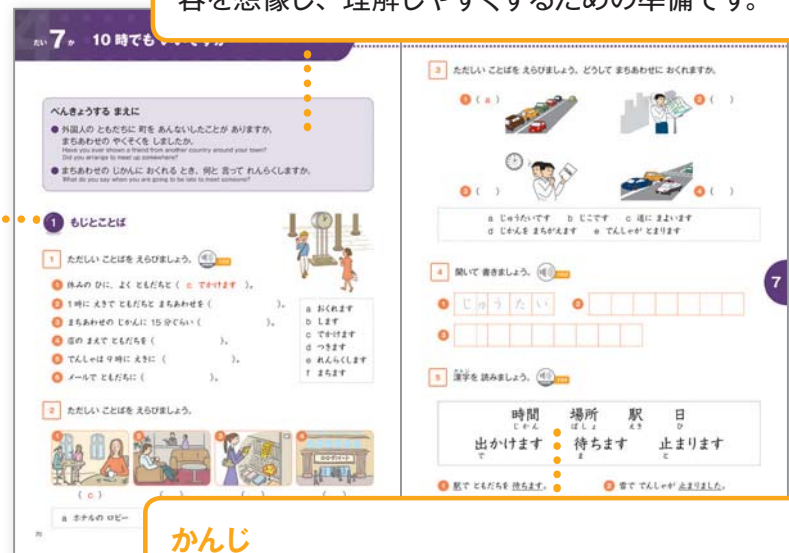 容を想像し、理解しやすくするための準備です。
だい7か 10時でもいいですか
べんきょうする まえに
● 外国人の ともだちに 町を あんないしたことが ありますか。
まちあわせの やくそくを しましたか。
Have you ever shown a friend from another country around your town?
Did you arrange to meet up somewhere?
● まちあわせの じかんに おくれる とき、何と 言って れんらくしますか。
What do you say when you are going to be late to meet someone?
1 もじとことば
1 ただしい ことばを えらびましょう。
1 休みの ひに、よく ともだちと ( c でかけます )。
2 1時に えきで ともだちと まちあわせを ( )。
3 まちあわせの じかんに 15分ぐらい ( )。
4 店の まえで ともだちを ( )。
5 でんしゃは 9時に えきに ( )。
6 メールで ともだちに ( )。
a おくれます
b します
c でかけます
d つきます
e れんらくします
f まちます
2 ただしい ことばを えらびましょう。
1
2
3
4
( c )
( )
( )
( )
a ホテルの ロビー
70
3 ただしい ことばを えらびましょう。どうして まちあわせに おくれますか。
1 ( a )
2 ( )
3 ( )
4 ( )
a じゅうたいです b じこです c 道に まよいます
d じかんを まちがえます e でんしゃが とまります
4 聞いて 書きましょう。
1 じゅうたい
2
3
7
5 漢字を 読みましょう。
かんじ
時間 場所 駅 日
じかん ばしょ えき ひ
出かけます 待ちます 止まります
で ま と
1 駅で ともだちを 待ちます。
2 雪で でんしゃが 止まりました。
かんじ